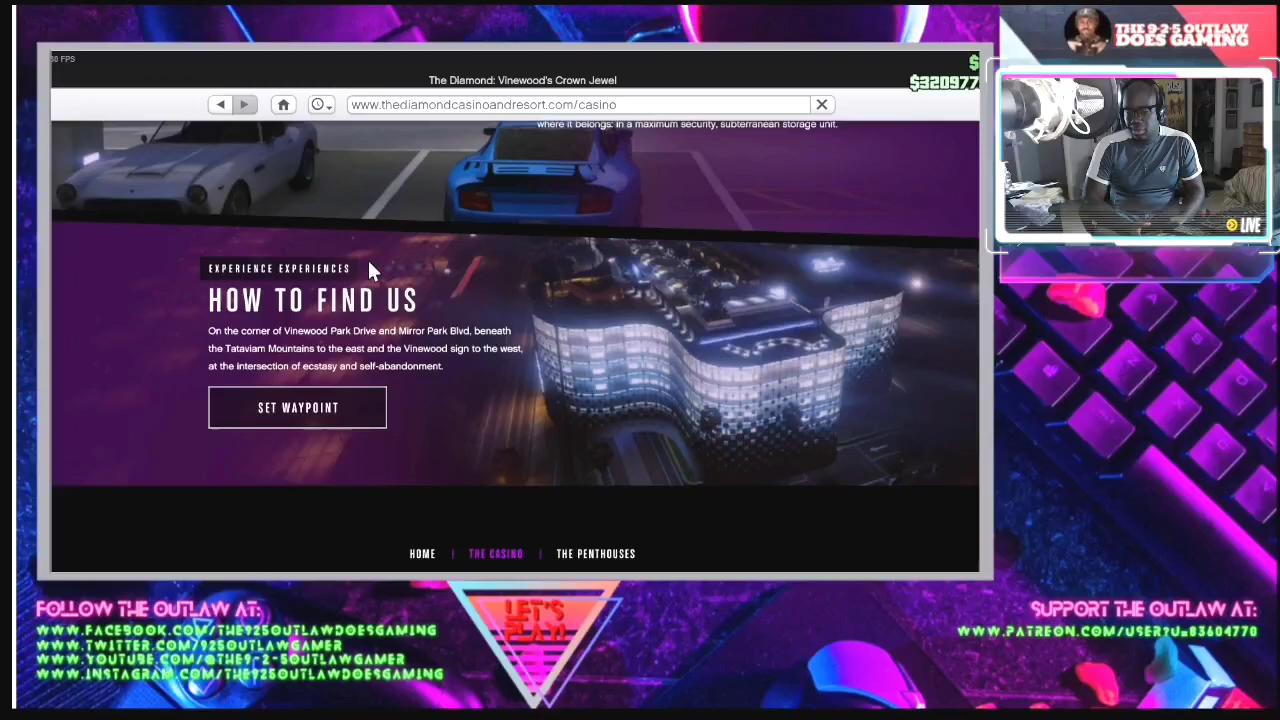 30 FPS
The Diamond: Vinewood's Crown Jewel
$
$320977
www.thediamondcasinoandresort.com/casino
where it belongs: in a maximum security, subterranean storage unit.
EXPERIENCE EXPERIENCES
HOW TO FIND US
On the corner of Vinewood Park Drive and Mirror Park Blvd, beneath
the Tataviam Mountains to the east and the Vinewood sign to the west,
at the intersection of ecstasy and self-abandonment.
SET WAYPOINT
HOME | THE CASINO | THE PENTHOUSES
THE 9-2-5 OUTLAW
DOES GAMING
LIVE
FOLLOW THE OUTLAW AT:
WWW.FACEBOOK.COM/THE925OUTLAWDOESGAMING
WWW.TWITTER.COM/925OUTLAWGAMER
WWW.YOUTUBE.COM/@THE9-2-5OUTLAWGAMER
WWW.INSTAGRAM.COM/THE925OUTLAWDOESGAMING
LET'S
PLAY
SUPPORT THE OUTLAW AT:
WWW.PATREON.COM/USER?U=83604770